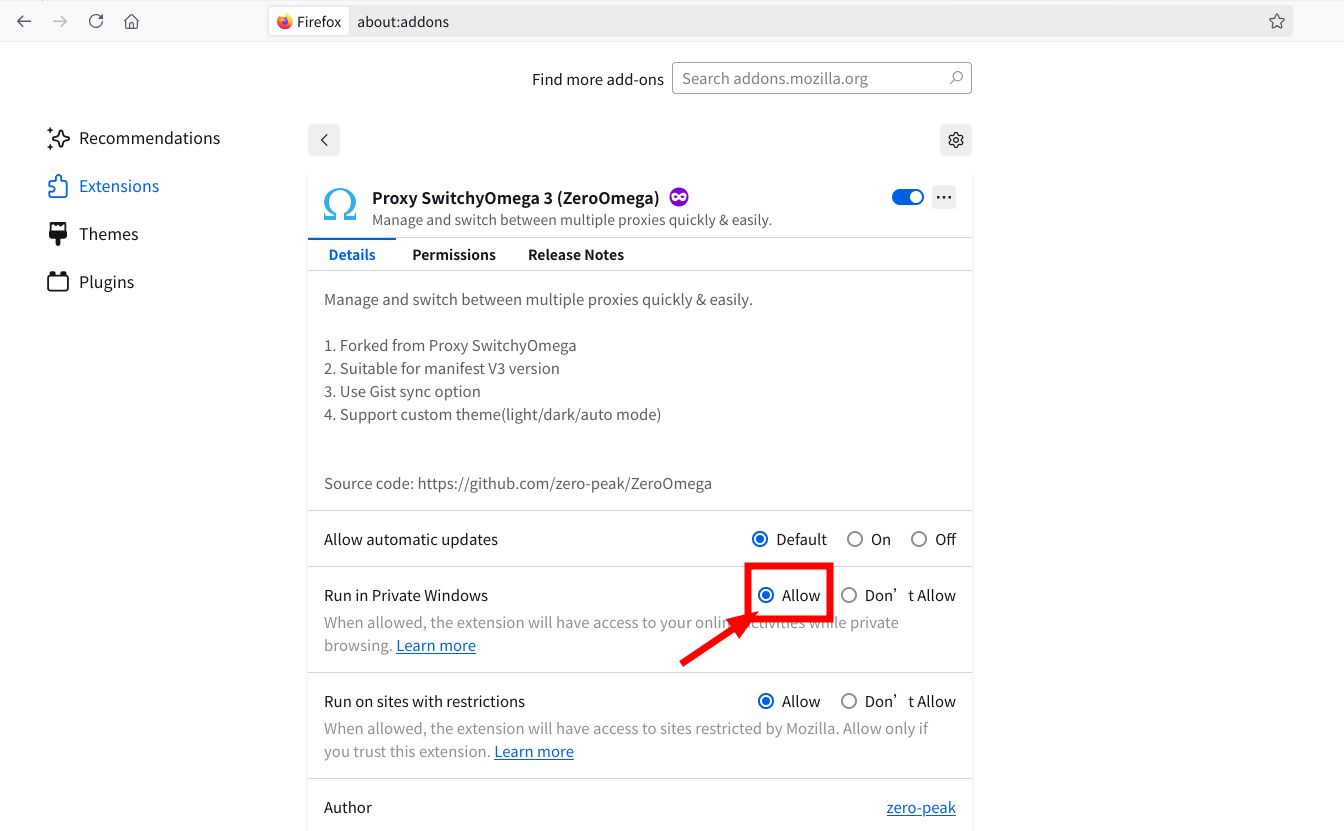 Firefox about:addons
Find more add-ons Search addons.mozilla.org
Recommendations
Extensions
Themes
Plugins
Proxy SwitchyOmega 3 (ZeroOmega)
Manage and switch between multiple proxies quickly & easily.
Details Permissions Release Notes
Manage and switch between multiple proxies quickly & easily.
1. Forked from Proxy SwitchyOmega
2. Suitable for manifest V3 version
3. Use Gist sync option
4. Support custom theme(light/dark/auto mode)
Source code: https://github.com/zero-peak/ZeroOmega
Allow automatic updates Default On Off
Run in Private Windows Allow Don’t Allow
When allowed, the extension will have access to your online activities while private
browsing. Learn more
Run on sites with restrictions Allow Don’t Allow
When allowed, the extension will have access to sites restricted by Mozilla. Allow only if
you trust this extension. Learn more
Author zero-peak